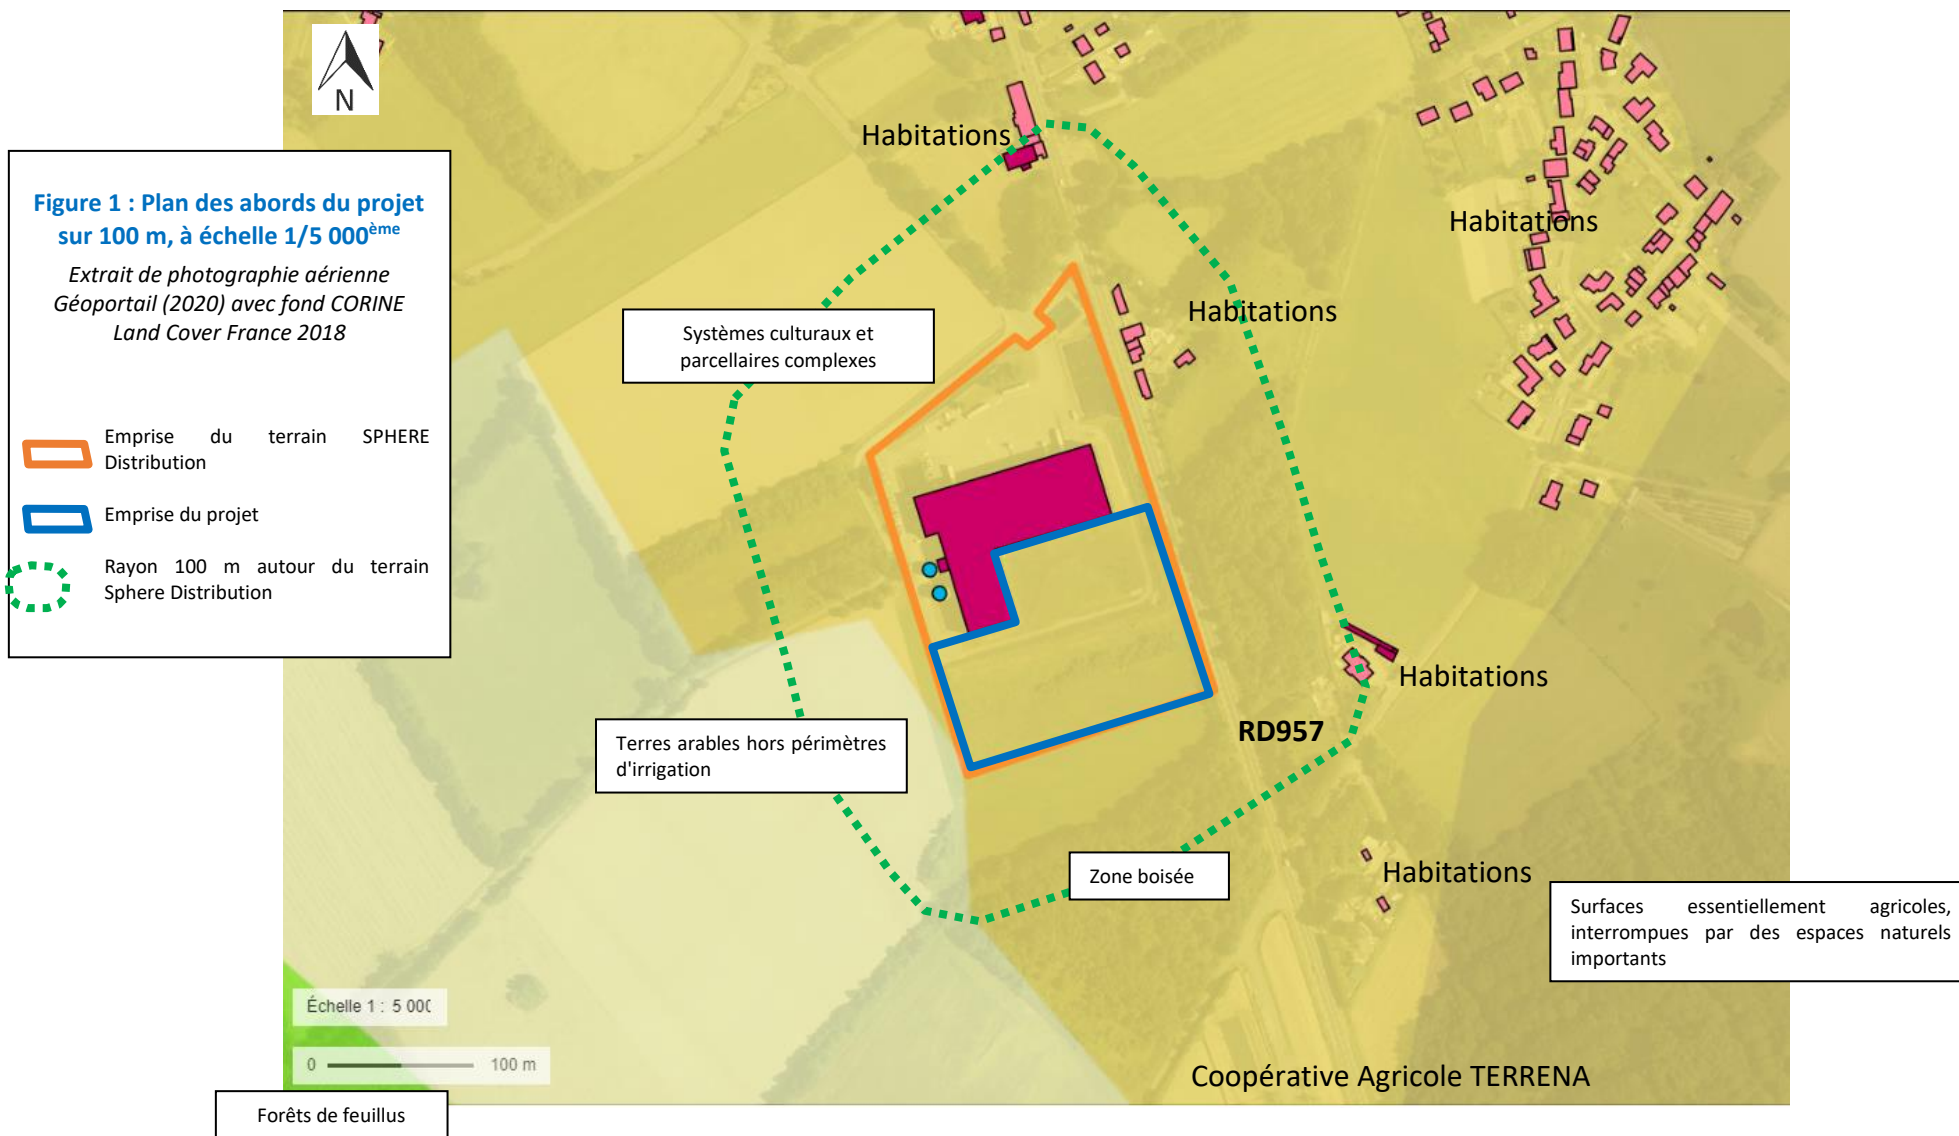 N
Figure 1 : Plan des abords du projet
sur 100 m, à échelle 1/5 000ème
Extrait de photographie aérienne
Géoportail (2020) avec fond CORINE
Land Cover France 2018
Emprise du terrain SPHERE
Distribution
Emprise du projet
Rayon 100 m autour du terrain
Sphere Distribution
Habitations
Habitations
Habitations
Systèmes culturaux et
parcellaires complexes
Habitations
RD957
Terres arables hors périmètres
d'irrigation
Zone boisée
Habitations
Surfaces essentiellement agricoles,
interrompues par des espaces naturels
importants
Échelle 1 : 5 000
0 100 m
Coopérative Agricole TERRENA
Forêts de feuillus